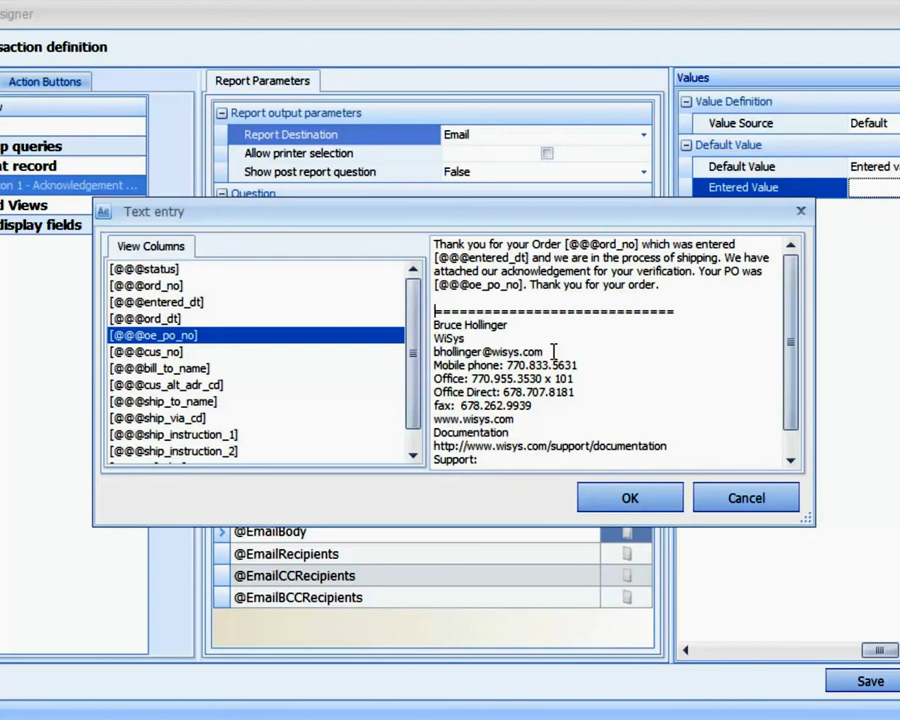 signer
saction definition
Action Buttons
Report Parameters
Values
Report output parameters
Report Destination
Email
Allow printer selection
Show post report question
False
Question
Value Definition
Value Source
Default
Default Value
Default Value
Entered v
Entered Value
w
p queries
nt record
on 1 - Acknowledgement ...
d Views
display fields
Text entry
View Columns
[@@@status]
[@@@ord_no]
[@@@entered_dt]
[@@@ord_dt]
[@@@oe_po_no]
[@@@cus_no]
[@@@bill_to_name]
[@@@cus_alt_adr_cd]
[@@@ship_to_name]
[@@@ship_via_cd]
[@@@ship_instruction_1]
[@@@ship_instruction_2]
Thank you for your Order [@@@ord_no] which was entered
[@@@entered_dt] and we are in the process of shipping. We have
attached our acknowledgement for your verification. Your PO was
[@@@oe_po_no]. Thank you for your order.
============================
Bruce Hollinger
WiSys
bhollinger@wisys.com
Mobile phone: 770.833.5631
Office: 770.955.3530 x 101
Office Direct: 678.707.8181
fax:  678.262.9939
www.wisys.com
Documentation
http://www.wisys.com/support/documentation
Support:
OK
Cancel
@EmailBody
@EmailRecipients
@EmailCCRecipients
@EmailBCCRecipients
Save